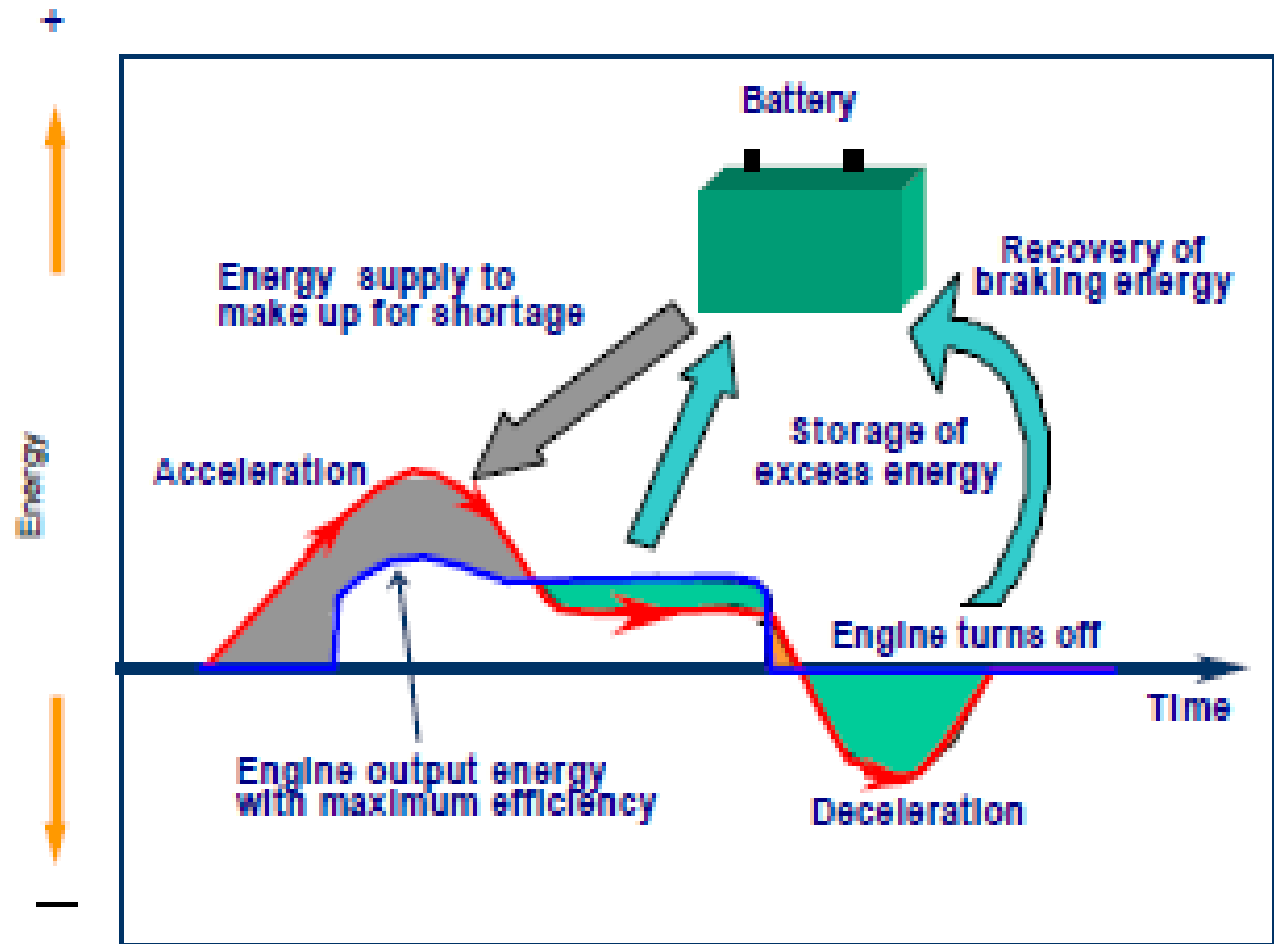 +
Battery
Recovery of
braking energy
Energy supply to
make up for shortage
Storage of
excess energy
Acceleration
Energy
Engine turns off
Time
Engine output energy
with maximum efficiency
Deceleration
—